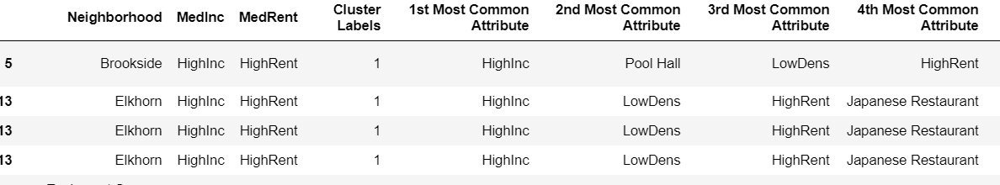 Neighborhood MedInc MedRent Cluster Labels 1st Most Common Attribute 2nd Most Common Attribute 3rd Most Common Attribute 4th Most Common Attribute
5 Brookside HighInc HighRent 1 HighInc Pool Hall LowDens HighRent
13 Elkhorn HighInc HighRent 1 HighInc LowDens HighRent Japanese Restaurant
13 Elkhorn HighInc HighRent 1 HighInc LowDens HighRent Japanese Restaurant
13 Elkhorn HighInc HighRent 1 HighInc LowDens HighRent Japanese Restaurant